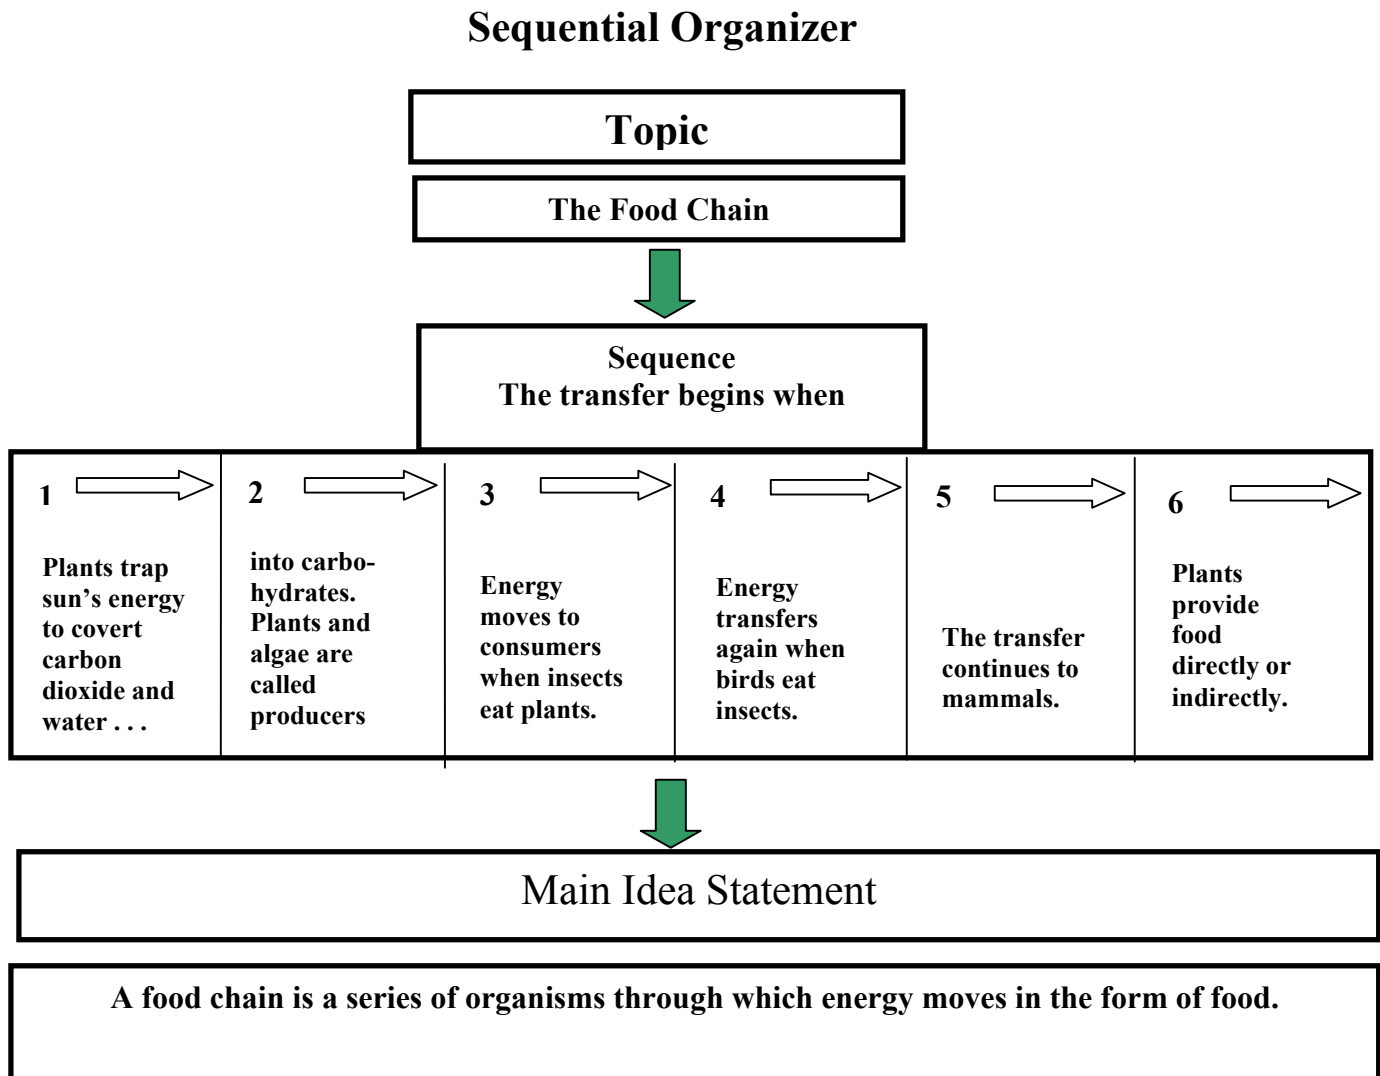 Sequential Organizer
Topic
The Food Chain
Sequence
The transfer begins when
1
Plants trap
sun's energy
to covert
carbon
dioxide and
water . . .
2
into carbo-
hydrates.
Plants and
algae are
called
producers
3
Energy
moves to
consumers
when insects
eat plants.
4
Energy
transfers
again when
birds eat
insects.
5
The transfer
continues to
mammals.
6
Plants
provide
food
directly or
indirectly.
Main Idea Statement
A food chain is a series of organisms through which energy moves in the form of food.